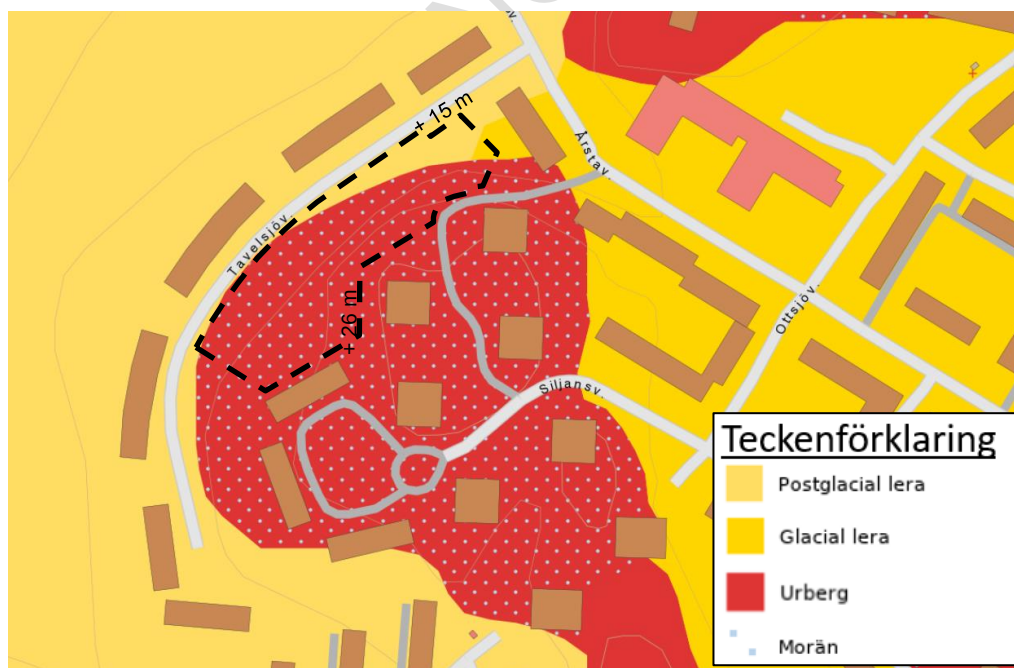 + 15 m
Årstav.
Tavelsjöv.
+ 26 m
Ottsjöv.
Siljansv.
Teckenförklaring
Postglacial lera
Glacial lera
Urberg
Morän